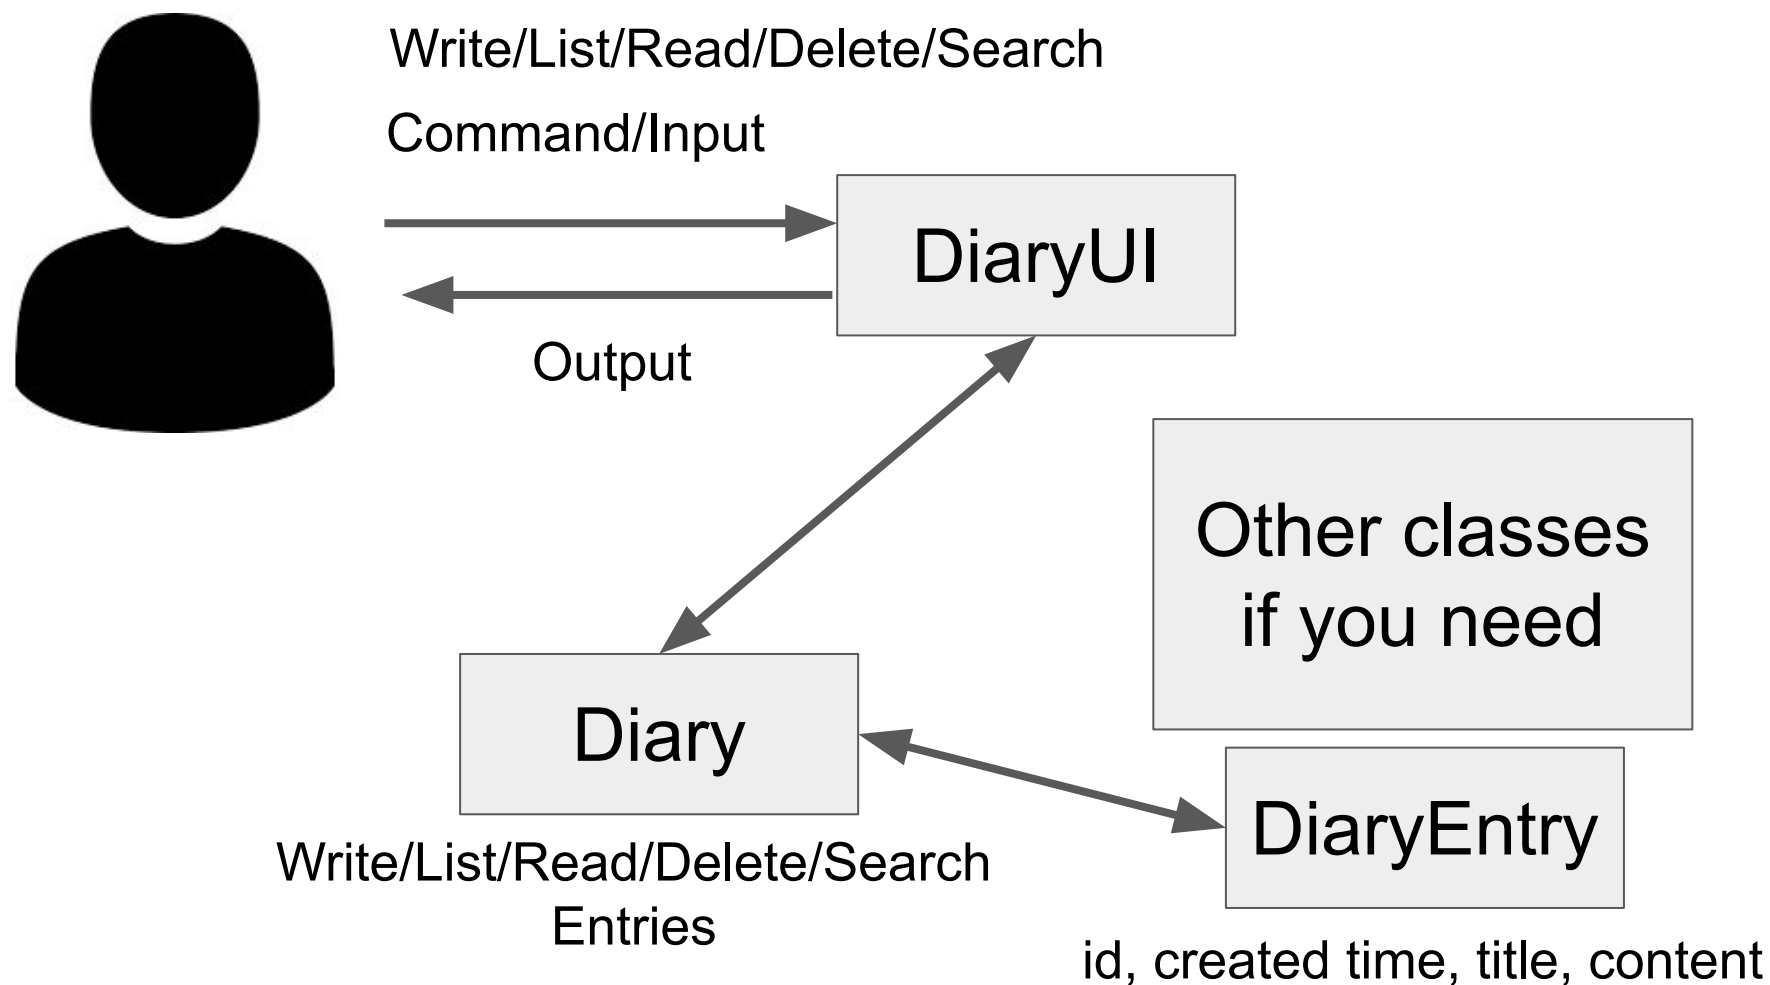 Write/List/Read/Delete/Search
Command/Input
DiaryUI
Output
Other classes
if you need
Diary
DiaryEntry
Write/List/Read/Delete/Search
Entries
id, created time, title, content